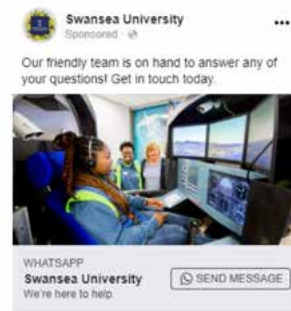 Swansea University
Sponsored ·
Our friendly team is on hand to answer any of
your questions! Get in touch today.
WHATSAPP
Swansea University
We're here to help
SEND MESSAGE